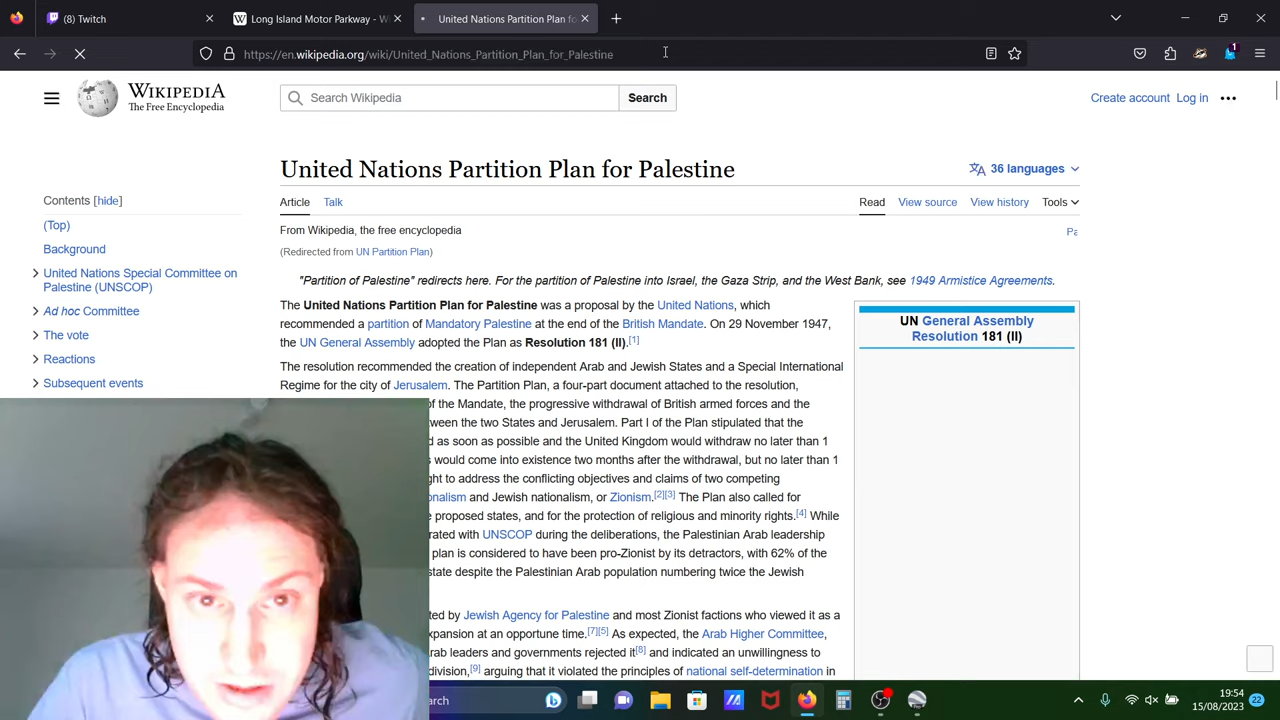 (8) Twitch
Long Island Motor Parkway - W
United Nations Partition Plan fo
https://en.wikipedia.org/wiki/United_Nations_Partition_Plan_for_Palestine
1
WIKIPEDIA
The Free Encyclopedia
Search Wikipedia
Search
Create account Log in
United Nations Partition Plan for Palestine
36 languages
Contents [hide]
(Top)
Background
United Nations Special Committee on
Palestine (UNSCOP)
Ad hoc Committee
The vote
Reactions
Subsequent events
Article Talk
Read View source View history Tools
From Wikipedia, the free encyclopedia
Pa
(Redirected from UN Partition Plan)
"Partition of Palestine" redirects here. For the partition of Palestine into Israel, the Gaza Strip, and the West Bank, see 1949 Armistice Agreements.
The United Nations Partition Plan for Palestine was a proposal by the United Nations, which
recommended a partition of Mandatory Palestine at the end of the British Mandate. On 29 November 1947,
the UN General Assembly adopted the Plan as Resolution 181 (II).[1]
The resolution recommended the creation of independent Arab and Jewish States and a Special International
Regime for the city of Jerusalem. The Partition Plan, a four-part document attached to the resolution,
of the Mandate, the progressive withdrawal of British armed forces and the
ween the two States and Jerusalem. Part I of the Plan stipulated that the
d as soon as possible and the United Kingdom would withdraw no later than 1
s would come into existence two months after the withdrawal, but no later than 1
ght to address the conflicting objectives and claims of two competing
onalism and Jewish nationalism, or Zionism.[2][3] The Plan also called for
e proposed states, and for the protection of religious and minority rights.[4] While
rated with UNSCOP during the deliberations, the Palestinian Arab leadership
plan is considered to have been pro-Zionist by its detractors, with 62% of the
state despite the Palestinian Arab population numbering twice the Jewish
ted by Jewish Agency for Palestine and most Zionist factions who viewed it as a
xpansion at an opportune time.[7][5] As expected, the Arab Higher Committee,
rab leaders and governments rejected it[8] and indicated an unwillingness to
division,[9] arguing that it violated the principles of national self-determination in
UN General Assembly
Resolution 181 (II)
arch
19:54
15/08/2023
22